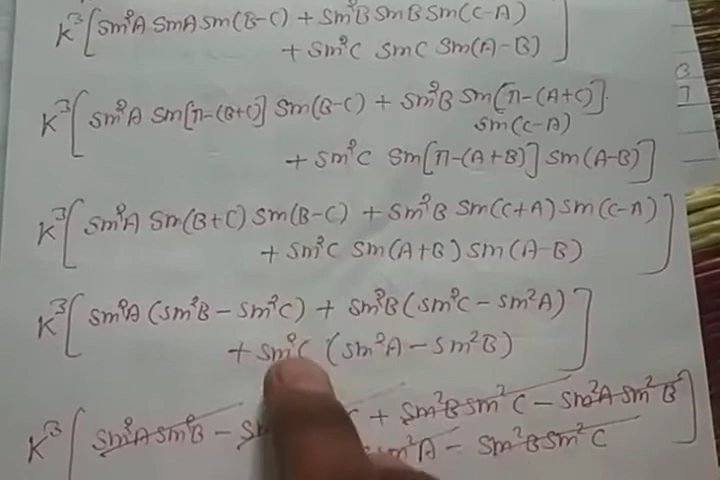 K³[sin²A sinA sin(B-C) + sin²B sinB sin(C-A)
+ sin²C sinC sin(A-B)]
K³[sin²A sin[π-(B+C)] sin(B-C) + sin²B sin[π-(A+C)].
sin(C-A)
+ sin²C sin[π-(A+B)] sin(A-B)]
K³[sin²A sin(B+C) sin(B-C) + sin²B sin(C+A) sin(C-A)
+ sin²C sin(A+B) sin(A-B)]
K³[sin²A (sin²B - sin²C) + sin²B (sin²C - sin²A)
+ sin²C (sin²A - sin²B)]
K³[sin²A sin²B - + sin²B sin²C - sin²A sin²B
sin²A - sin²B sin²C]